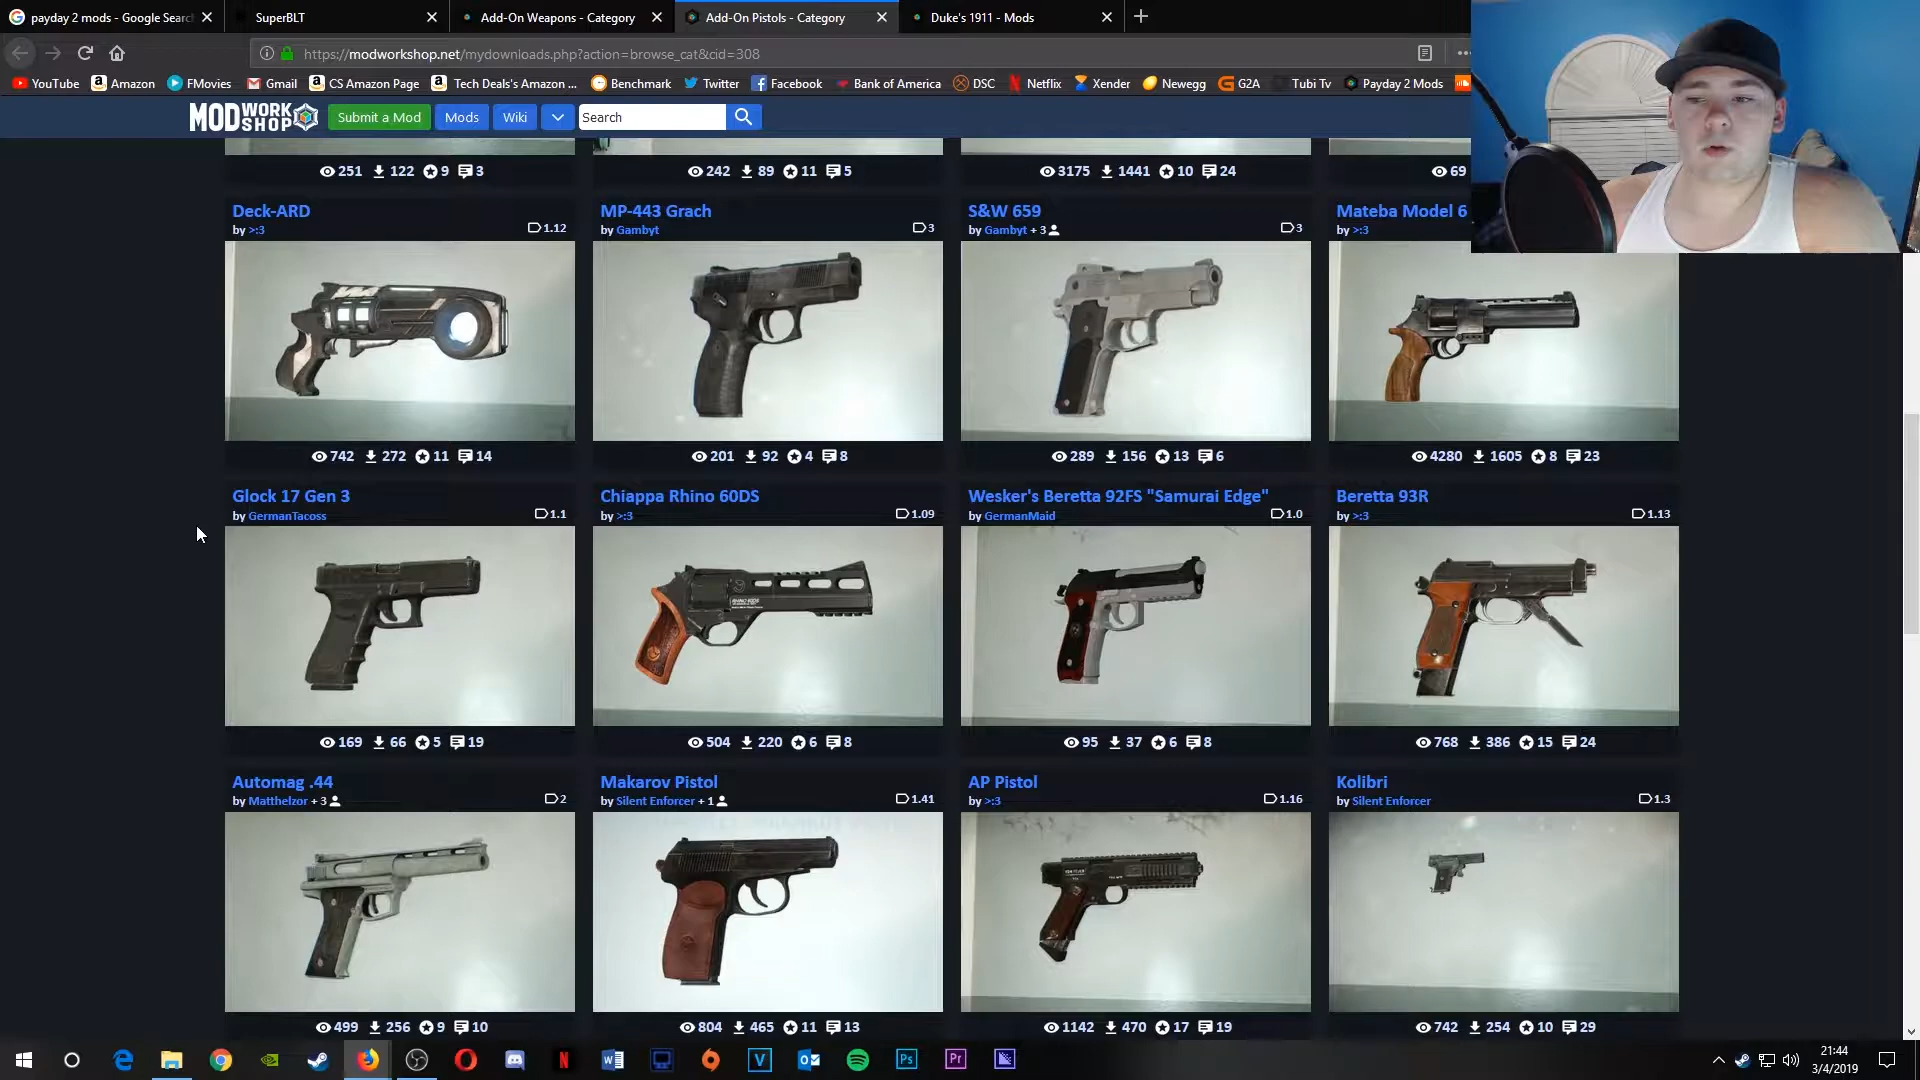 payday 2 mods - Google Searc
SuperBLT
Add-On Weapons - Category
Add-On Pistols - Category
Duke's 1911 - Mods
https://modworkshop.net/mydownloads.php?action=browse_cat&cid=308
YouTube Amazon FMovies Gmail CS Amazon Page Tech Deals's Amazon ... Benchmark Twitter Facebook Bank of America DSC Netflix Xender Newegg G2A Tubi Tv Payday 2 Mods
MODWORKSHOP Submit a Mod Mods Wiki Search
251 122 9 3
242 89 11 5
3175 1441 10 24
69
Deck-ARD
by >:3 1.12
MP-443 Grach
by Gambyt 3
S&W 659
by Gambyt + 3 3
Mateba Model 6
by >:3
742 272 11 14
201 92 4 8
289 156 13 6
4280 1605 8 23
Glock 17 Gen 3
by GermanTacoss 1.1
Chiappa Rhino 60DS
by >:3 1.09
Wesker's Beretta 92FS "Samurai Edge"
by GermanMaid 1.0
Beretta 93R
by >:3 1.13
169 66 5 19
504 220 6 8
95 37 6 8
768 386 15 24
Automag .44
by Matthelzor + 3 2
Makarov Pistol
by Silent Enforcer + 1 1.41
AP Pistol
by >:3 1.16
Kolibri
by Silent Enforcer 1.3
499 256 9 10
804 465 11 13
1142 470 17 19
742 254 10 29
21:44
3/4/2019